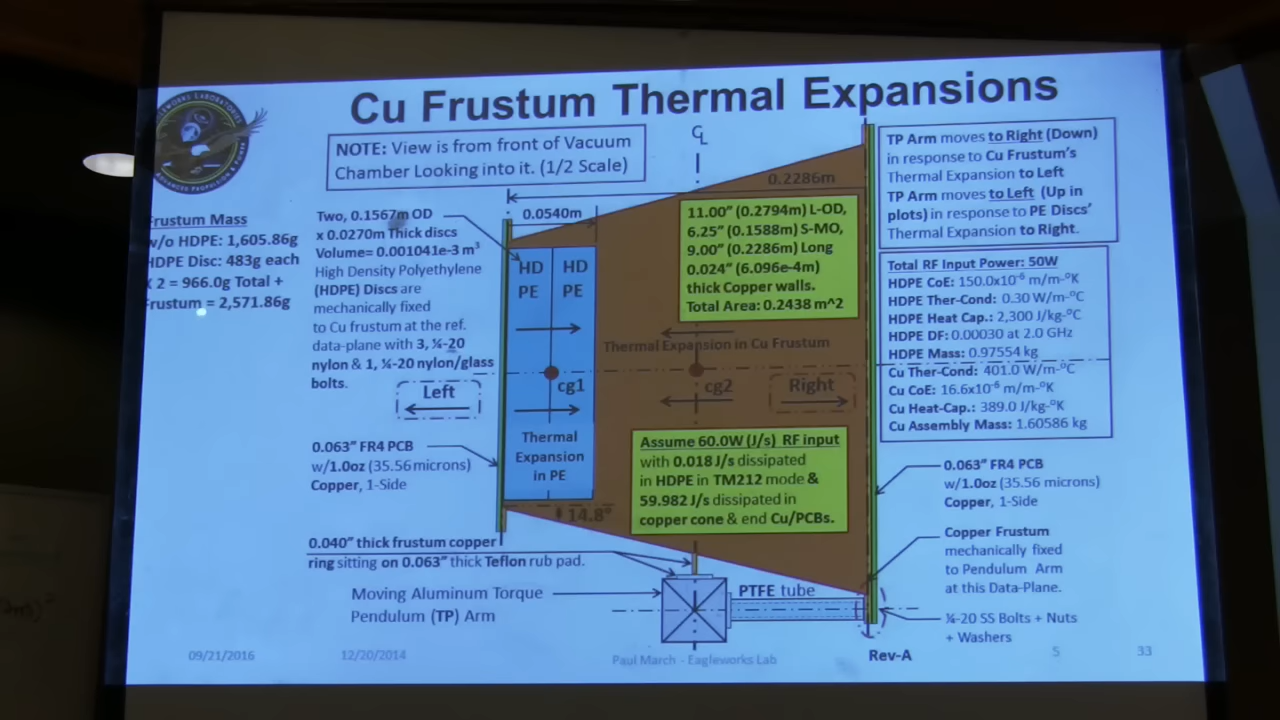 Cu Frustum Thermal Expansions
NOTE: View is from front of Vacuum
Chamber Looking into it. (1/2 Scale)
C
L
0.2286m
Frustum Mass
w/o HDPE: 1,605.86g
HDPE Disc: 483g each
X 2 = 966.0g Total +
Frustum = 2,571.86g
Two, 0.1567m OD
x 0.0270m Thick discs
Volume= 0.001041e-3 m³
High Density Polyethylene
(HDPE) Discs are
mechanically fixed
to Cu frustum at the ref.
data-plane with 3, ¼-20
nylon & 1, ¼-20 nylon/glass
bolts.
0.0540m
HD
PE
HD
PE
cg1
Thermal
Expansion
in PE
Left
11.00" (0.2794m) L-OD,
6.25" (0.1588m) S-MO,
9.00" (0.2286m) Long
0.024" (6.096e-4m)
thick Copper walls.
Total Area: 0.2438 m^2
Thermal Expansion in Cu Frustum
cg2
Right
Assume 60.0W (J/s) RF input
with 0.018 J/s dissipated
in HDPE in TM212 mode &
59.982 J/s dissipated in
copper cone & end Cu/PCBs.
14.8°
TP Arm moves to Right (Down)
in response to Cu Frustum's
Thermal Expansion to Left
TP Arm moves to Left (Up in
plots) in response to PE Discs'
Thermal Expansion to Right.
Total RF Input Power: 50W
HDPE CoE: 150.0x10⁻⁶ m/m-°K
HDPE Ther-Cond: 0.30 W/m-°C
HDPE Heat Cap.: 2,300 J/kg-°C
HDPE DF: 0.00030 at 2.0 GHz
HDPE Mass: 0.97554 kg
Cu Ther-Cond: 401.0 W/m-°C
Cu CoE: 16.6x10⁻⁶ m/m-°K
Cu Heat-Cap.: 389.0 J/kg-°K
Cu Assembly Mass: 1.60586 kg
0.063" FR4 PCB
w/1.0oz (35.56 microns)
Copper, 1-Side
0.063" FR4 PCB
w/1.0oz (35.56 microns)
Copper, 1-Side
0.040" thick frustum copper
ring sitting on 0.063" thick Teflon rub pad.
Moving Aluminum Torque
Pendulum (TP) Arm
PTFE tube
Copper Frustum
mechanically fixed
to Pendulum Arm
at this Data-Plane.
¼-20 SS Bolts + Nuts
+ Washers
09/21/2016
12/20/2014
Paul March - Eagleworks Lab
Rev-A
5
33